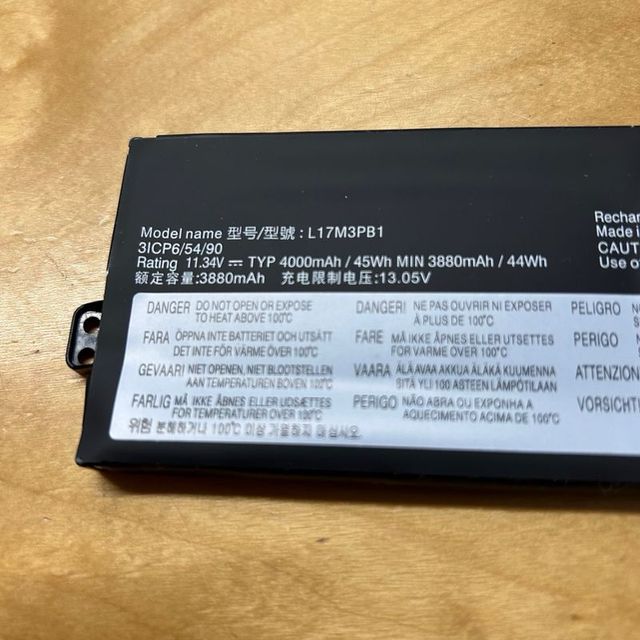 Model name 型号/型號 : L17M3PB1
3ICP6/54/90
Rating 11.34V ⎓ TYP 4000mAh / 45Wh MIN 3880mAh / 44Wh
额定容量:3880mAh 充电限制电压:13.05V
Made in
CAUT
Use o
DANGER DO NOT OPEN OR EXPOSE
TO HEAT ABOVE 100°C
FARA ÖPPNA INTE BATTERIET OCH UTSÄTT
DET INTE FÖR VÄRME ÖVER 100°C
GEVAAR! NIET OPENEN, NIET BLOOTSTELLEN
AAN TEMPERATUREN BOVEN 100°C
FARLIG MÅ IKKE ÅBNES ELLER UDSÆTTES
FOR TEMPERATURER OVER 100°C
위험 분해하거나 100°C 이상 가열하지 마십시오.
DANGER! NE PAS OUVRIR NI EXPOSER
À PLUS DE 100°C
FARE MÅ IKKE ÅPNES ELLER UTSETTES
FOR VARME OVER 100°C
VAARA ÄLÄ AVAA AKKUA ÄLÄKÄ KUUMENNA
SITÄ YLI 100 ASTEEN LÄMPÖTILAAN
PERIGO NÃO ABRA OU EXPONHA A
AQUECIMENTO ACIMA DE 100°C
PELIGRO
PERIGO
ATTENZION
VORSICHT!